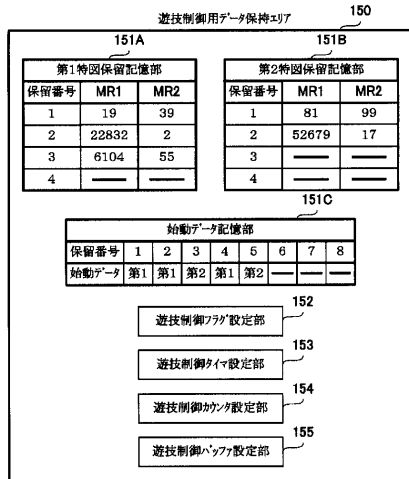 遊技制御用データ保持エリア 150
151A 151B
第1特図保留記憶部
保留番号 MR1 MR2
1 19 39
2 22832 2
3 6104 55
4 ― ―
第2特図保留記憶部
保留番号 MR1 MR2
1 81 99
2 52679 17
3 ― ―
4 ― ―
151C
始動データ記憶部
保留番号 1 2 3 4 5 6 7 8
始動データ 第1 第1 第2 第1 第2 ― ― ―
152
遊技制御フラグ設定部
153
遊技制御タイマ設定部
154
遊技制御カウンタ設定部
155
遊技制御バッファ設定部